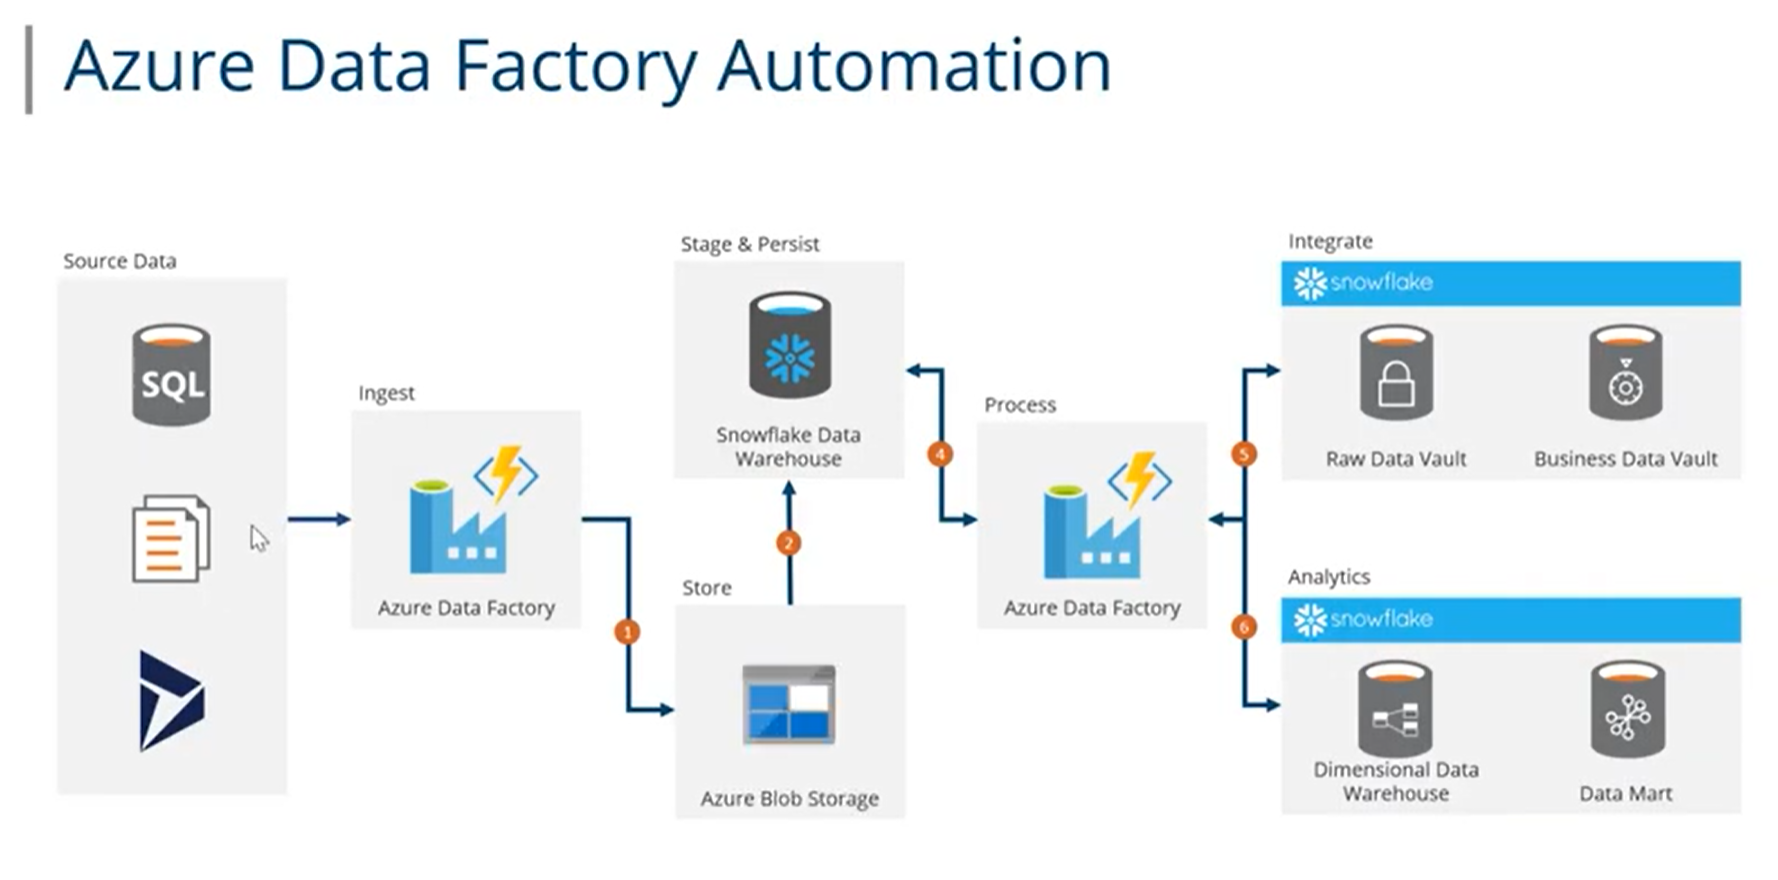 Azure Data Factory Automation
Source Data
SQL
Ingest
Azure Data Factory
1
Stage & Persist
Snowflake Data
Warehouse
2
Store
Azure Blob Storage
4
Process
Azure Data Factory
5
6
Integrate
snowflake
Raw Data Vault
Business Data Vault
Analytics
snowflake
Dimensional Data
Warehouse
Data Mart